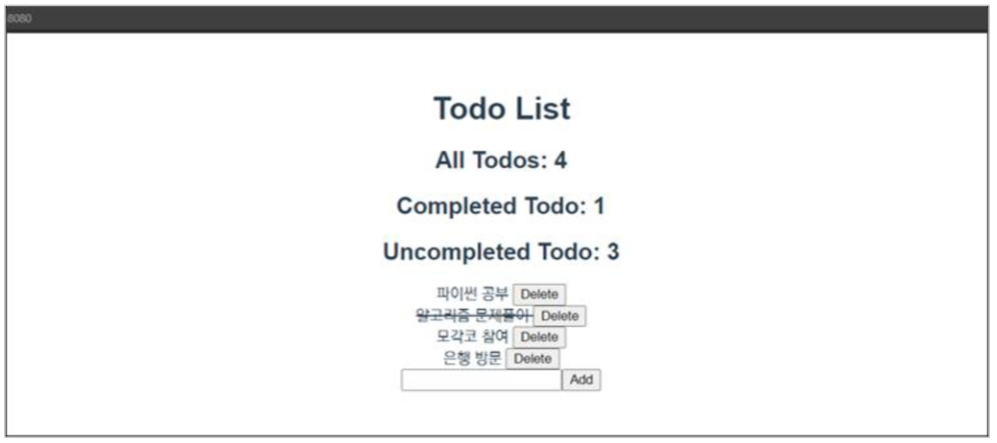 8080
Todo List
All Todos: 4
Completed Todo: 1
Uncompleted Todo: 3
파이썬 공부 Delete
알고리즘 문제풀이 Delete
모각코 참여 Delete
은행 방문 Delete
Add